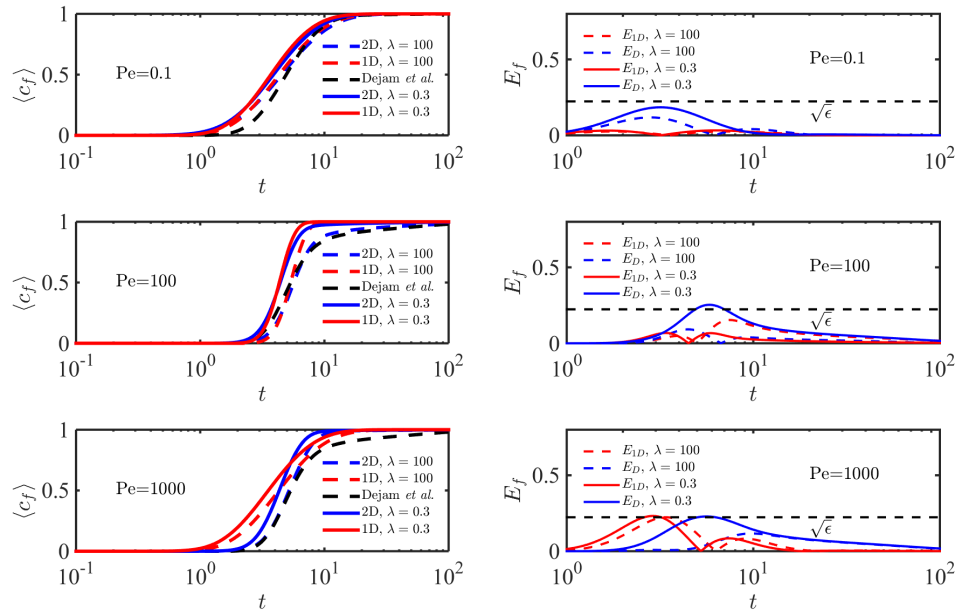 1
0.5
0
⟨c_f⟩
Pe=0.1
2D, λ = 100
1D, λ = 100
Dejam et al.
2D, λ = 0.3
1D, λ = 0.3
10^-1 10^0 10^1 10^2
t
0.5
0
E_f
E_1D, λ = 100
E_D, λ = 100
E_1D, λ = 0.3
E_D, λ = 0.3
Pe=0.1
√ϵ
10^0 10^1 10^2
t
1
0.5
0
⟨c_f⟩
Pe=100
2D, λ = 100
1D, λ = 100
Dejam et al.
2D, λ = 0.3
1D, λ = 0.3
10^-1 10^0 10^1 10^2
t
0.5
0
E_f
E_1D, λ = 100
E_D, λ = 100
E_1D, λ = 0.3
E_D, λ = 0.3
Pe=100
√ϵ
10^0 10^1 10^2
t
1
0.5
0
⟨c_f⟩
Pe=1000
2D, λ = 100
1D, λ = 100
Dejam et al.
2D, λ = 0.3
1D, λ = 0.3
10^-1 10^0 10^1 10^2
t
0.5
0
E_f
E_1D, λ = 100
E_D, λ = 100
E_1D, λ = 0.3
E_D, λ = 0.3
Pe=1000
√ϵ
10^0 10^1 10^2
t